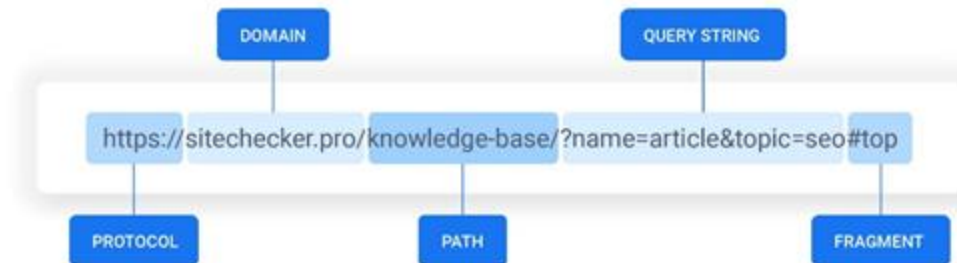 DOMAIN QUERY STRING
https://sitechecker.pro/knowledge-base/?name=article&topic=seo#top
PROTOCOL PATH FRAGMENT